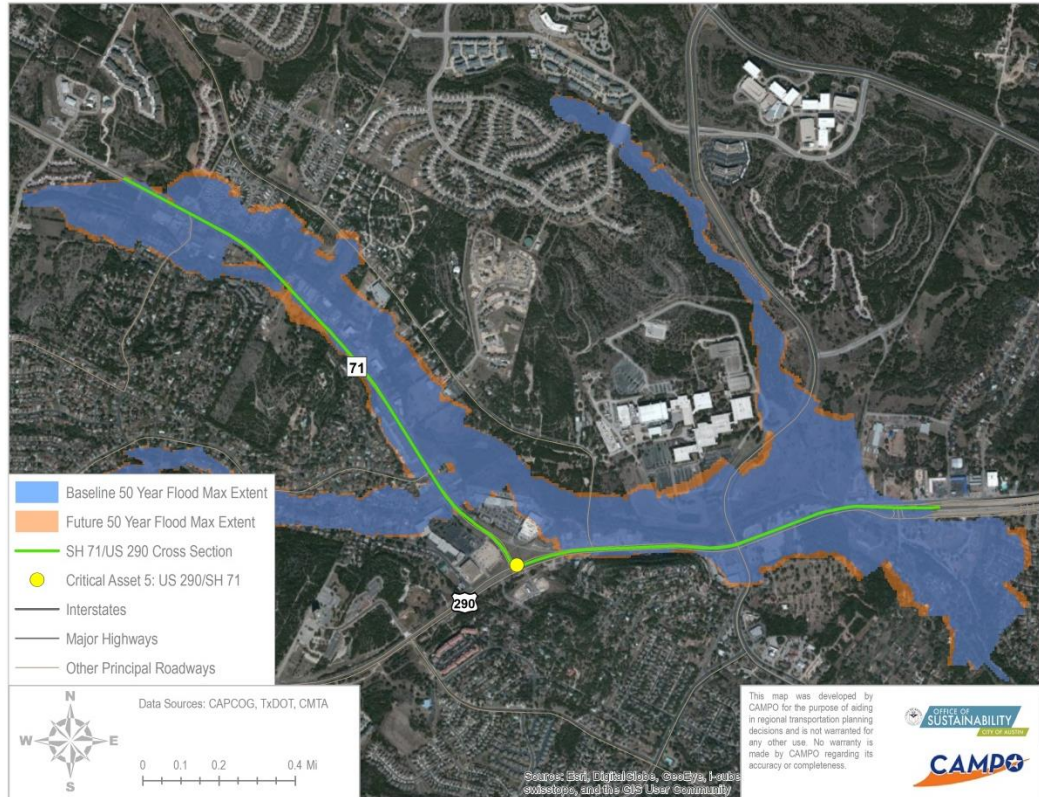 71
290
Baseline 50 Year Flood Max Extent
Future 50 Year Flood Max Extent
SH 71/US 290 Cross Section
Critical Asset 5: US 290/SH 71
Interstates
Major Highways
Other Principal Roadways
N
W
E
S
Data Sources: CAPCOG, TxDOT, CMTA
0 0.1 0.2 0.4 Mi
Source: Esri, DigitalGlobe, GeoEye, i-cube
swisstopo, and the GIS User Community
This map was developed by
CAMPO for the purpose of aiding
in regional transportation planning
decisions and is not warranted for
any other use. No warranty is
made by CAMPO regarding its
accuracy or completeness.
OFFICE OF
SUSTAINABILITY
CITY OF AUSTIN
CAMPO